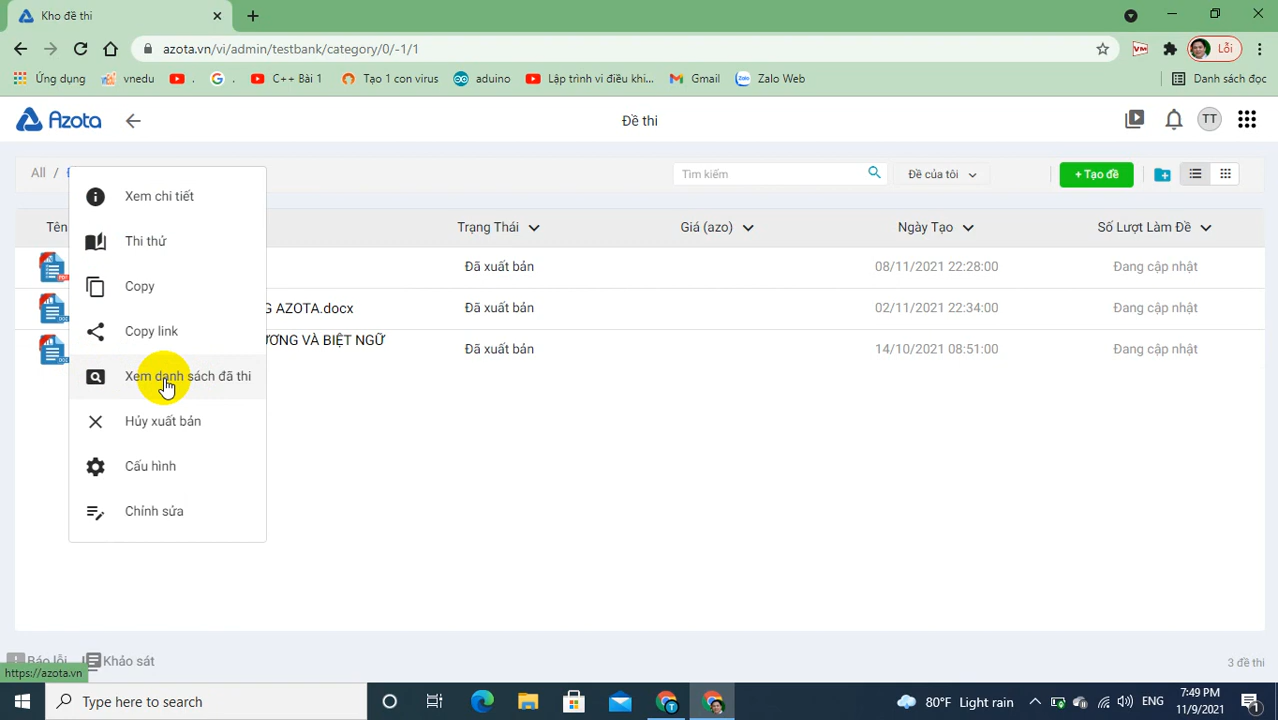 Kho đề thi
azota.vn/vi/admin/testbank/category/0/-1/1
VM
Lỗi
Ứng dụng
vnedu
.
.
C++ Bài 1
Tạo 1 con virus
aduino
Lập trình vi điều khi...
Gmail
Zalo Web
Danh sách đọc
Azota
Đề thi
TT
All /
Tìm kiếm
Đề của tôi
+ Tạo đề
Tên
Trạng Thái
Giá (azo)
Ngày Tạo
Số Lượt Làm Đề
Đã xuất bản
08/11/2021 22:28:00
Đang cập nhật
G AZOTA.docx
Đã xuất bản
02/11/2021 22:34:00
Đang cập nhật
ƯƠNG VÀ BIỆT NGỮ
Đã xuất bản
14/10/2021 08:51:00
Đang cập nhật
Xem chi tiết
Thi thử
Copy
Copy link
Xem danh sách đã thi
Hủy xuất bản
Cấu hình
Chỉnh sửa
Báo lỗi
Khảo sát
3 đề thi
https://azota.vn
Type here to search
80°F Light rain
ENG
7:49 PM
11/9/2021
1